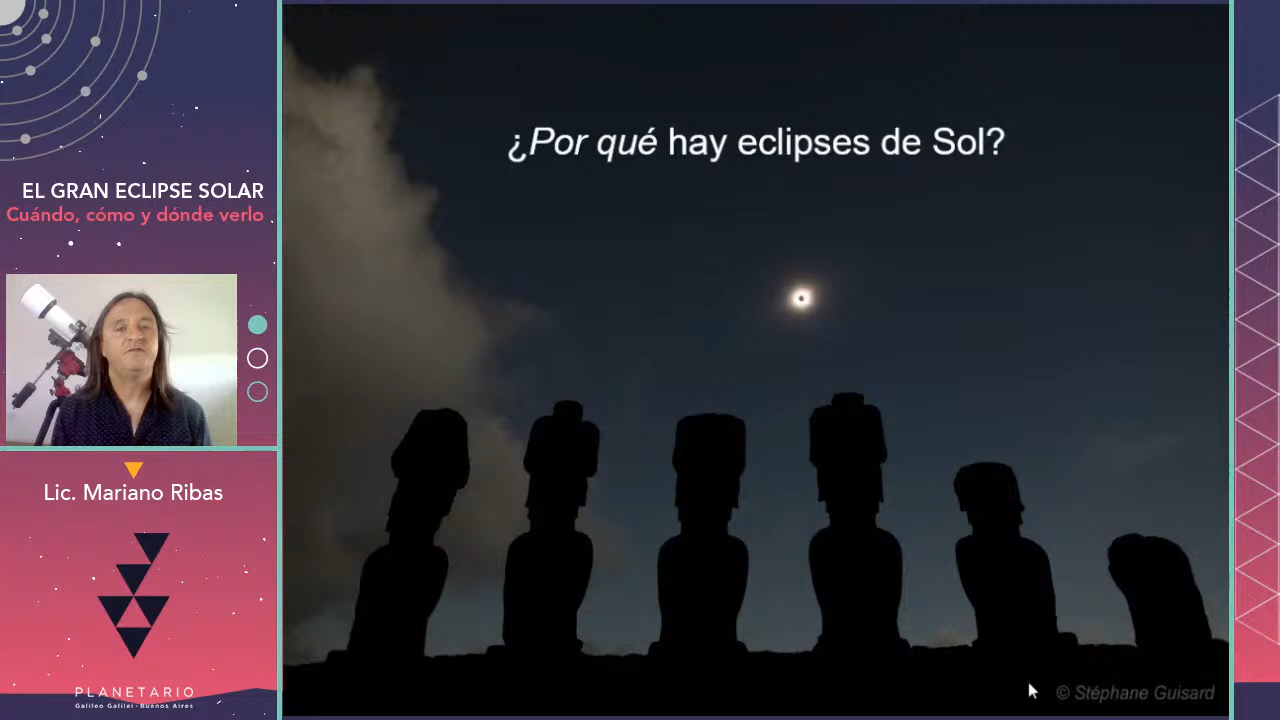 EL GRAN ECLIPSE SOLAR
Cuándo, cómo y dónde verlo
Lic. Mariano Ribas
PLANETARIO
Galileo Galilei · Buenos Aires
¿Por qué hay eclipses de Sol?
© Stéphane Guisard